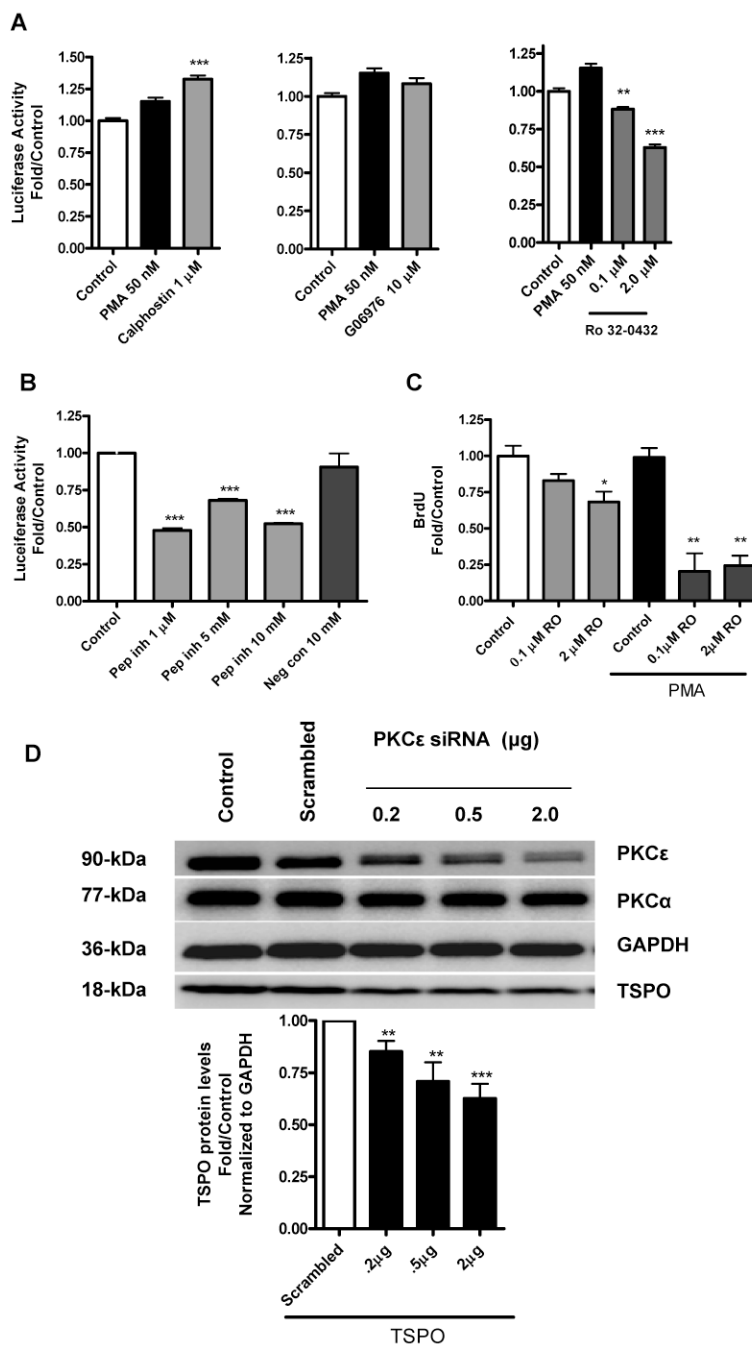 A
Luciferase Activity
Fold/Control
1.50
1.25
1.00
0.75
0.50
0.25
0.00
***
Control
PMA 50 nM
Calphostin 1 μM
1.25
1.00
0.75
0.50
0.25
0.00
Control
PMA 50 nM
G06976 10 μM
1.25
1.00
0.75
0.50
0.25
0.00
**
***
Control
PMA 50 nM
0.1 μM
2.0 μM
Ro 32-0432
B
Luceiferase Activity
Fold/Control
1.25
1.00
0.75
0.50
0.25
0.00
***
***
***
Control
Pep inh 1 μM
Pep inh 5 mM
Pep inh 10 mM
Neg con 10 mM
C
BrdU
Fold/Control
1.25
1.00
0.75
0.50
0.25
0.00
*
**
**
Control
0.1 μM RO
2 μM RO
Control
0.1μM RO
2μM RO
PMA
D
Control
Scrambled
PKCε siRNA (μg)
0.2 0.5 2.0
90-kDa PKCε
77-kDa PKCα
36-kDa GAPDH
18-kDa TSPO
TSPO protein levels
Fold/Control
Normalized to GAPDH
1.00
0.75
0.50
0.25
0.00
**
**
***
Scrambled
.2μg
.5μg
2μg
TSPO